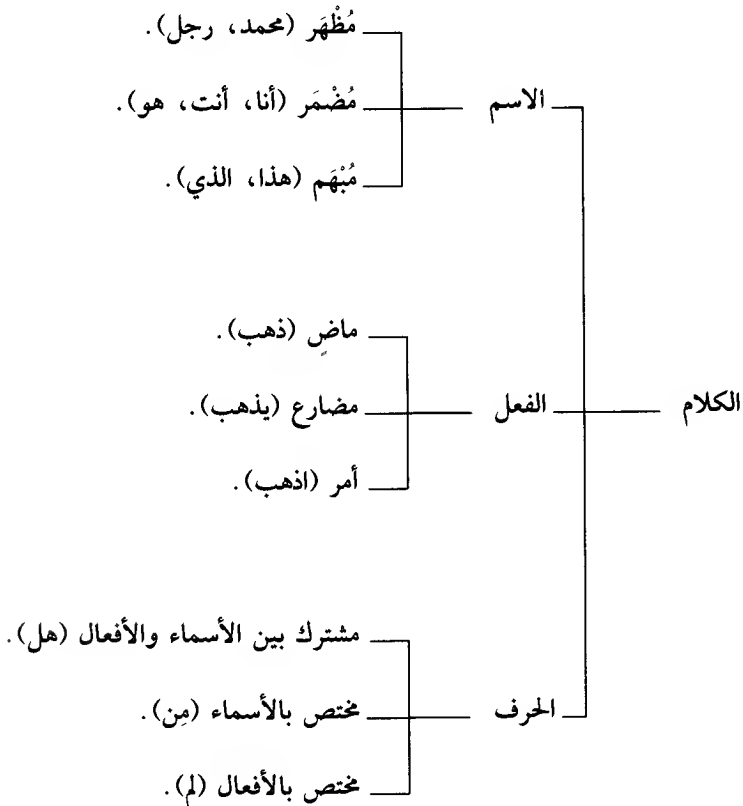 مُظْهَر (محمد، رجل).
الاسم
مُضْمَر (أنا، أنت، هو).
مُبْهَم (هذا، الذي).
ماضٍ (ذهب).
الكلام
الفعل
مضارع (يذهب).
أمر (اذهب).
مشترك بين الأسماء والأفعال (هل).
الحرف
مختص بالأسماء (مِن).
مختص بالأفعال (لم).